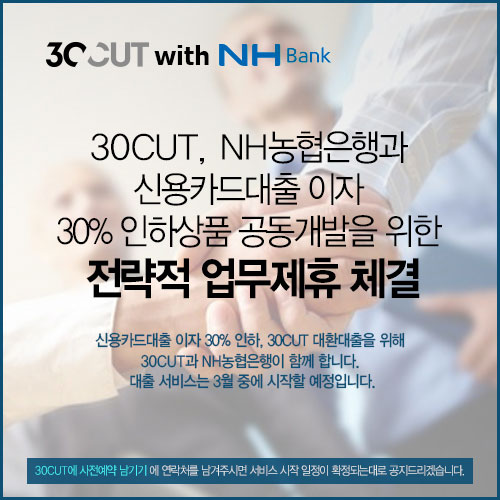 30CUT with NH Bank
30CUT, NH농협은행과
신용카드대출 이자
30% 인하상품 공동개발을 위한
전략적 업무제휴 체결
신용카드대출 이자 30% 인하, 30CUT 대환대출을 위해
30CUT과 NH농협은행이 함께 합니다.
대출 서비스는 3월 중에 시작할 예정입니다.
30CUT에 사전예약 남기기 에 연락처를 남겨주시면 서비스 시작 일정이 확정되는대로 공지드리겠습니다.